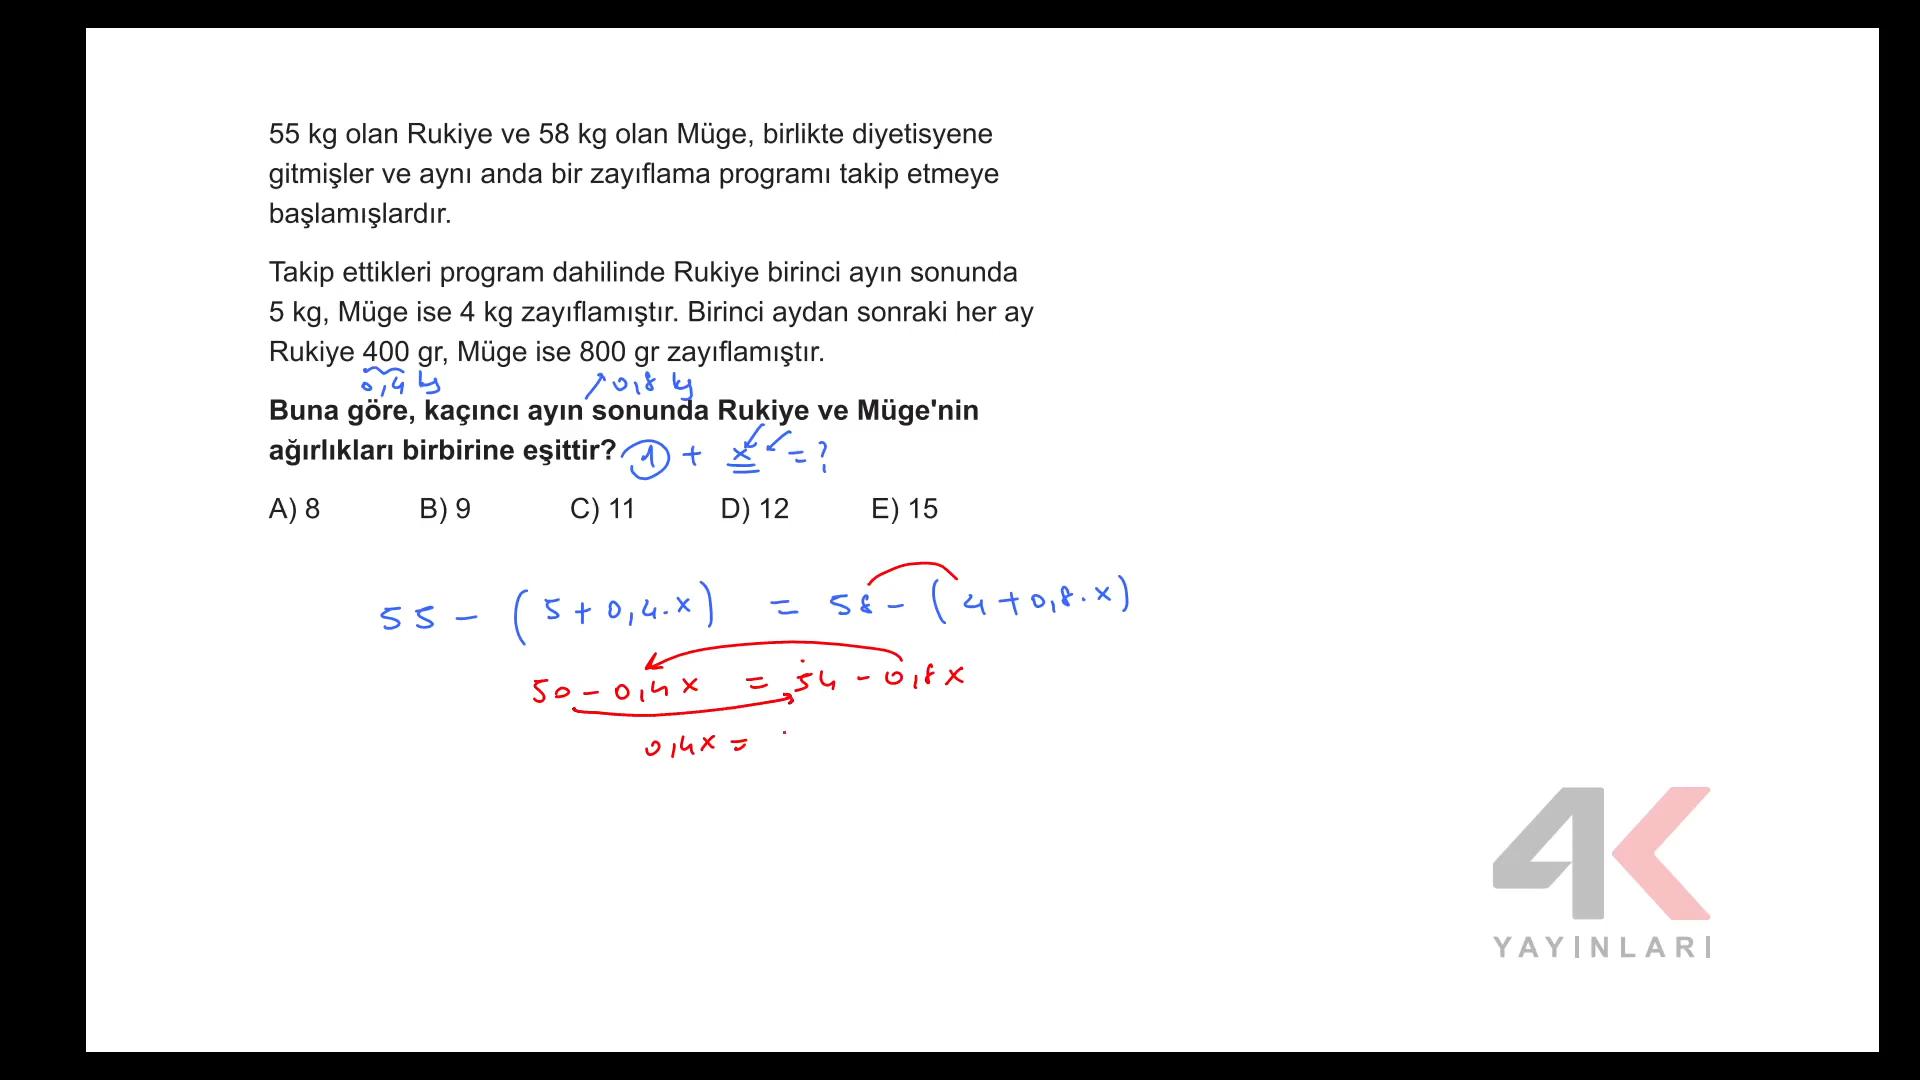 55 kg olan Rukiye ve 58 kg olan Müge, birlikte diyetisyene
gitmişler ve aynı anda bir zayıflama programı takip etmeye
başlamışlardır.
Takip ettikleri program dahilinde Rukiye birinci ayın sonunda
5 kg, Müge ise 4 kg zayıflamıştır. Birinci aydan sonraki her ay
Rukiye 400 gr, Müge ise 800 gr zayıflamıştır.
0,4 kg 0,8 kg
Buna göre, kaçıncı ayın sonunda Rukiye ve Müge'nin
ağırlıkları birbirine eşittir? 1 + x = ?
A) 8 B) 9 C) 11 D) 12 E) 15
55 - (5 + 0,4.x) = 58 - (4 + 0,8.x)
50 - 0,4x = 54 - 0,8x
0,4x =
4K
YAYINLARI